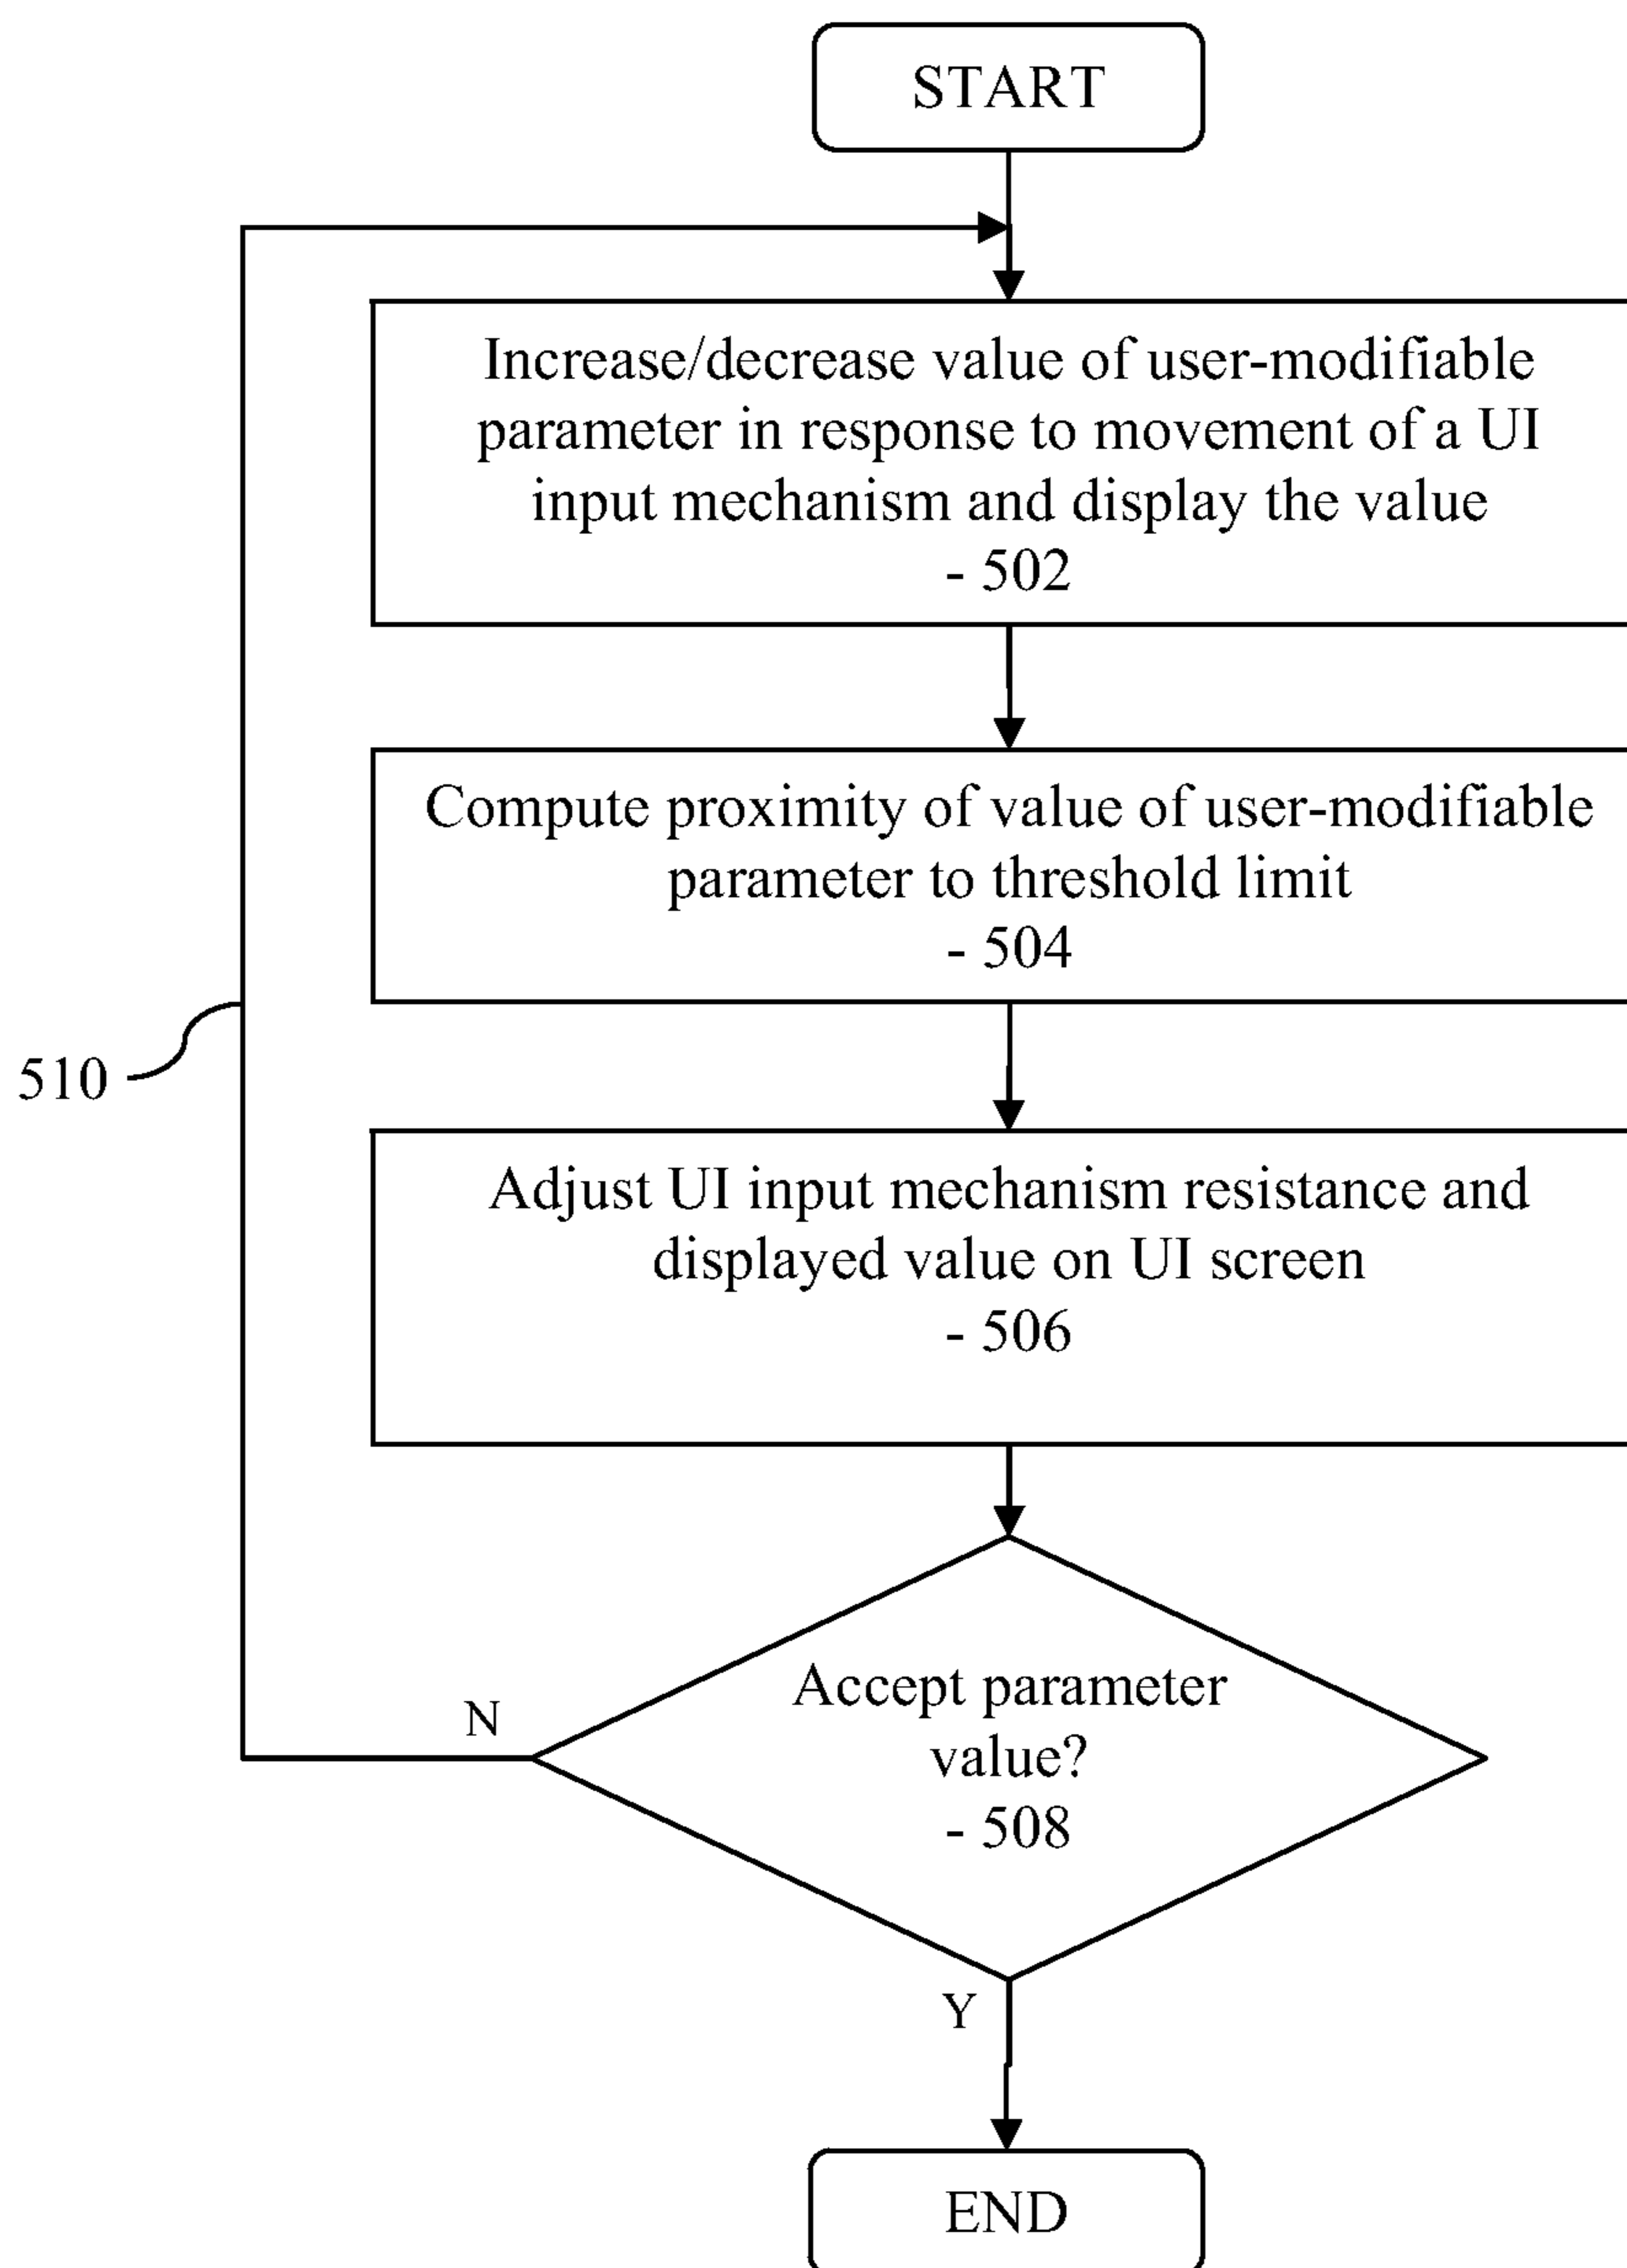 START
Increase/decrease value of user-modifiable
parameter in response to movement of a UI
input mechanism and display the value
- 502
Compute proximity of value of user-modifiable
parameter to threshold limit
- 504
510
Adjust UI input mechanism resistance and
displayed value on UI screen
- 506
N
Accept parameter
value?
- 508
Y
END